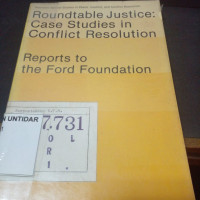 Roundtable Justice:
Case Studies in
Conflict Resolution
Reports to
the Ford Foundation
UNTIDAR
7.731
O L
R I